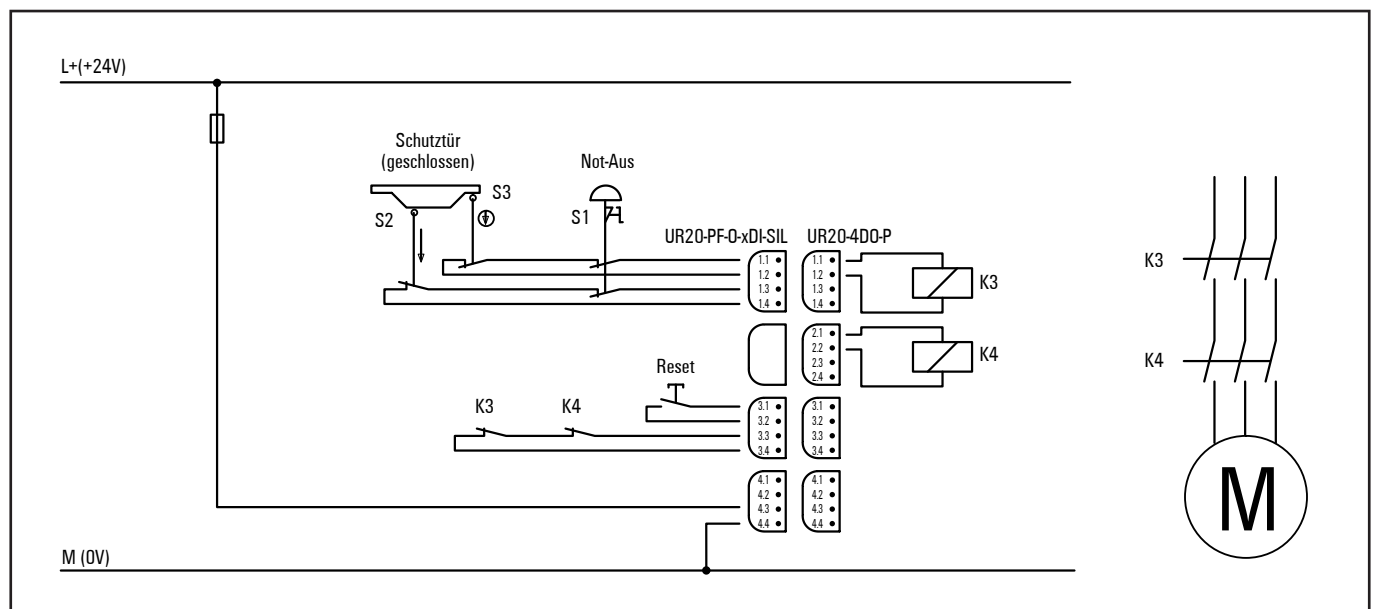 L+(+24V)
Schutztür
(geschlossen)
Not-Aus
S3
S2
S1
UR20-PF-O-xDI-SIL UR20-4DO-P
1.1
1.2
1.3
1.4
1.1
1.2
1.3
1.4
K3
2.1
2.2
2.3
2.4
K4
Reset
K3
K4
3.1
3.2
3.3
3.4
3.1
3.2
3.3
3.4
4.1
4.2
4.3
4.4
4.1
4.2
4.3
4.4
K3
K4
M
M (0V)